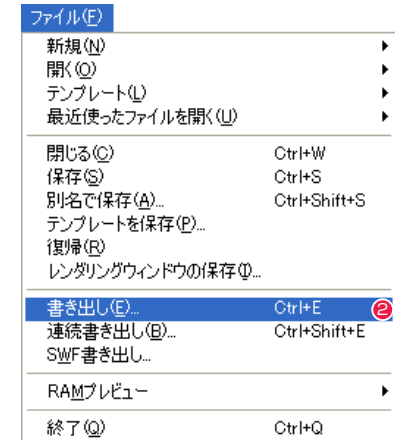 ファイル(F)
新規(N)
開く(O)
テンプレート(L)
最近使ったファイルを開く(U)
閉じる(C) Ctrl+W
保存(S) Ctrl+S
別名で保存(A)... Ctrl+Shift+S
テンプレートを保存(P)...
復帰(R)
レンダリングウィンドウの保存(I)...
書き出し(E)... Ctrl+E 2
連続書き出し(B)... Ctrl+Shift+E
SWF書き出し...
RAMプレビュー
終了(Q) Ctrl+Q